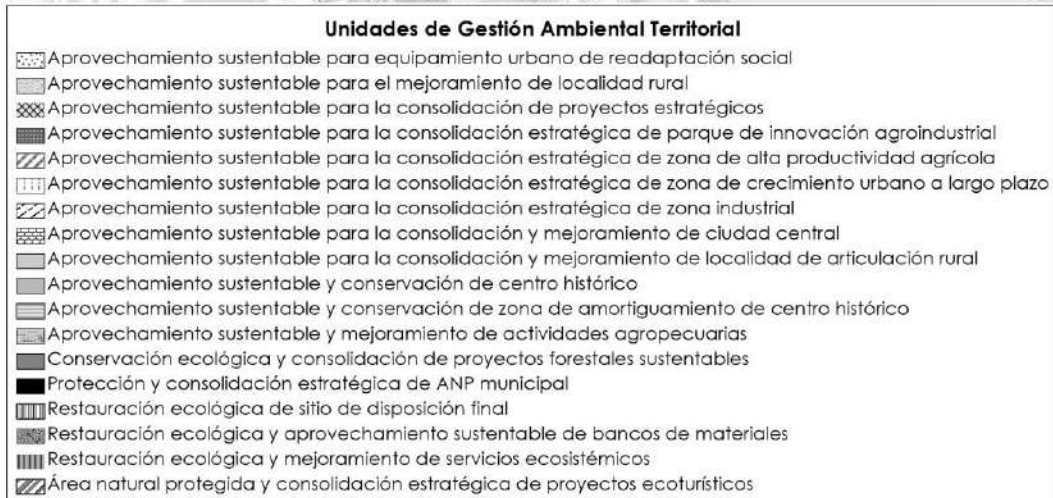 Unidades de Gestión Ambiental Territorial
Aprovechamiento sustentable para equipamiento urbano de readaptación social
Aprovechamiento sustentable para el mejoramiento de localidad rural
Aprovechamiento sustentable para la consolidación de proyectos estratégicos
Aprovechamiento sustentable para la consolidación estratégica de parque de innovación agroindustrial
Aprovechamiento sustentable para la consolidación estratégica de zona de alta productividad agrícola
Aprovechamiento sustentable para la consolidación estratégica de zona de crecimiento urbano a largo plazo
Aprovechamiento sustentable para la consolidación estratégica de zona industrial
Aprovechamiento sustentable para la consolidación y mejoramiento de ciudad central
Aprovechamiento sustentable para la consolidación y mejoramiento de localidad de articulación rural
Aprovechamiento sustentable y conservación de centro histórico
Aprovechamiento sustentable y conservación de zona de amortiguamiento de centro histórico
Aprovechamiento sustentable y mejoramiento de actividades agropecuarias
Conservación ecológica y consolidación de proyectos forestales sustentables
Protección y consolidación estratégica de ANP municipal
Restauración ecológica de sitio de disposición final
Restauración ecológica y aprovechamiento sustentable de bancos de materiales
Restauración ecológica y mejoramiento de servicios ecosistémicos
Área natural protegida y consolidación estratégica de proyectos ecoturísticos